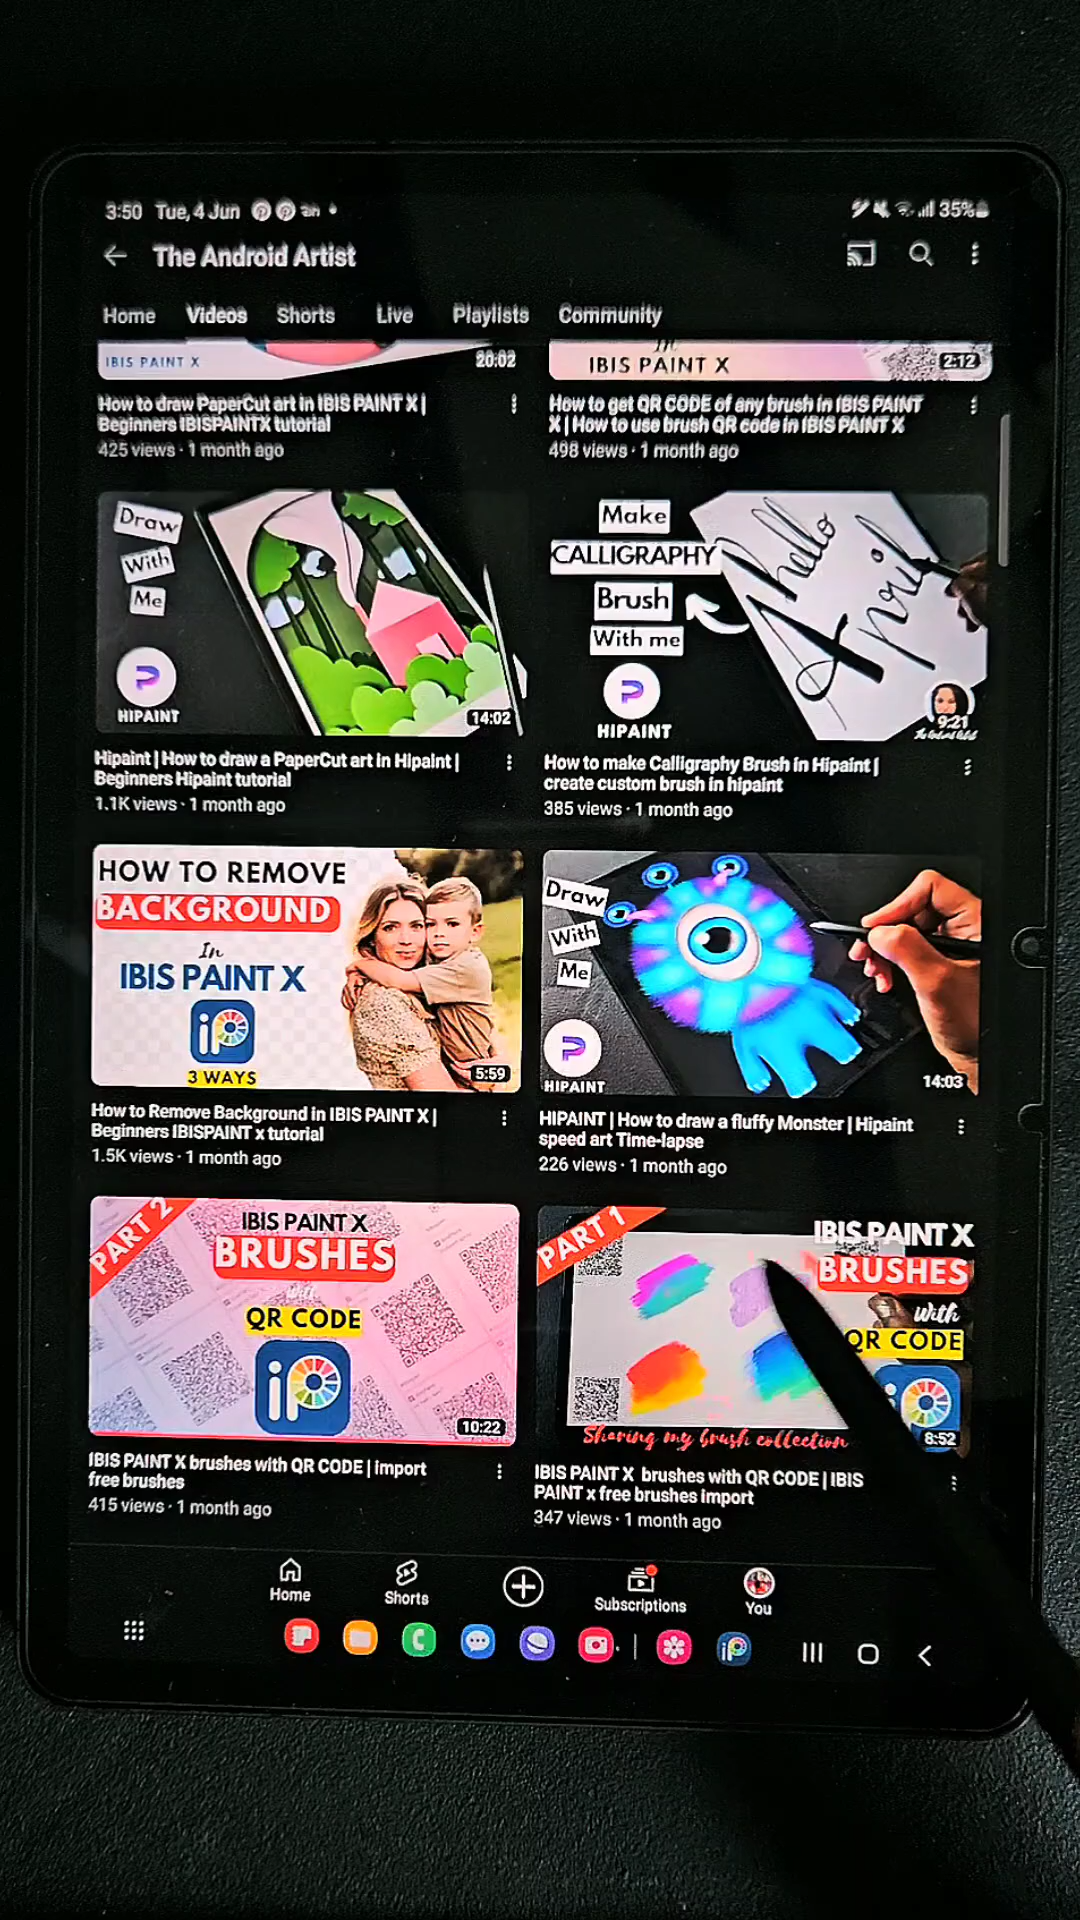 3:50 Tue, 4 Jun
35%
The Android Artist
Home Videos Shorts Live Playlists Community
IBIS PAINT X
20:02
In
IBIS PAINT X
2:12
How to draw PaperCut art in IBIS PAINT X |
Beginners IBISPAINTX tutorial
425 views · 1 month ago
How to get QR CODE of any brush in IBIS PAINT
X | How to use brush QR code in IBIS PAINT X
498 views · 1 month ago
Draw
With
Me
HIPAINT
14:02
Make
CALLIGRAPHY
Brush
With me
HIPAINT
hello
April
9:21
Hipaint | How to draw a PaperCut art in Hipaint |
Beginners Hipaint tutorial
1.1K views · 1 month ago
How to make Calligraphy Brush in Hipaint |
create custom brush in hipaint
385 views · 1 month ago
HOW TO REMOVE
BACKGROUND
In
IBIS PAINT X
iP
3 WAYS
5:59
Draw
With
Me
HIPAINT
14:03
How to Remove Background in IBIS PAINT X |
Beginners IBISPAINT x tutorial
1.5K views · 1 month ago
HIPAINT | How to draw a fluffy Monster | Hipaint
speed art Time-lapse
226 views · 1 month ago
PART 2
IBIS PAINT X
BRUSHES
with
QR CODE
iP
10:22
PART 1
IBIS PAINT X
BRUSHES
With
QR CODE
Sharing my brush collection
8:52
IBIS PAINT X brushes with QR CODE | import
free brushes
415 views · 1 month ago
IBIS PAINT X brushes with QR CODE | IBIS
PAINT x free brushes import
347 views · 1 month ago
Home Shorts Subscriptions You